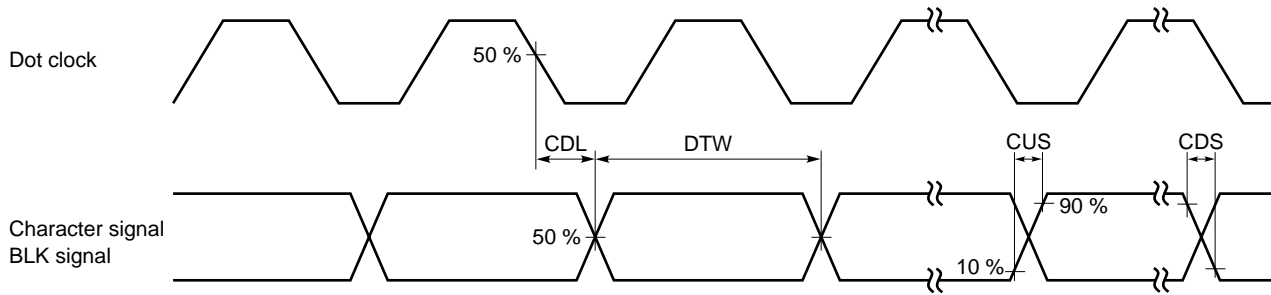 Dot clock
50 %
CDL
DTW
CUS
CDS
Character signal
BLK signal
50 %
90 %
10 %